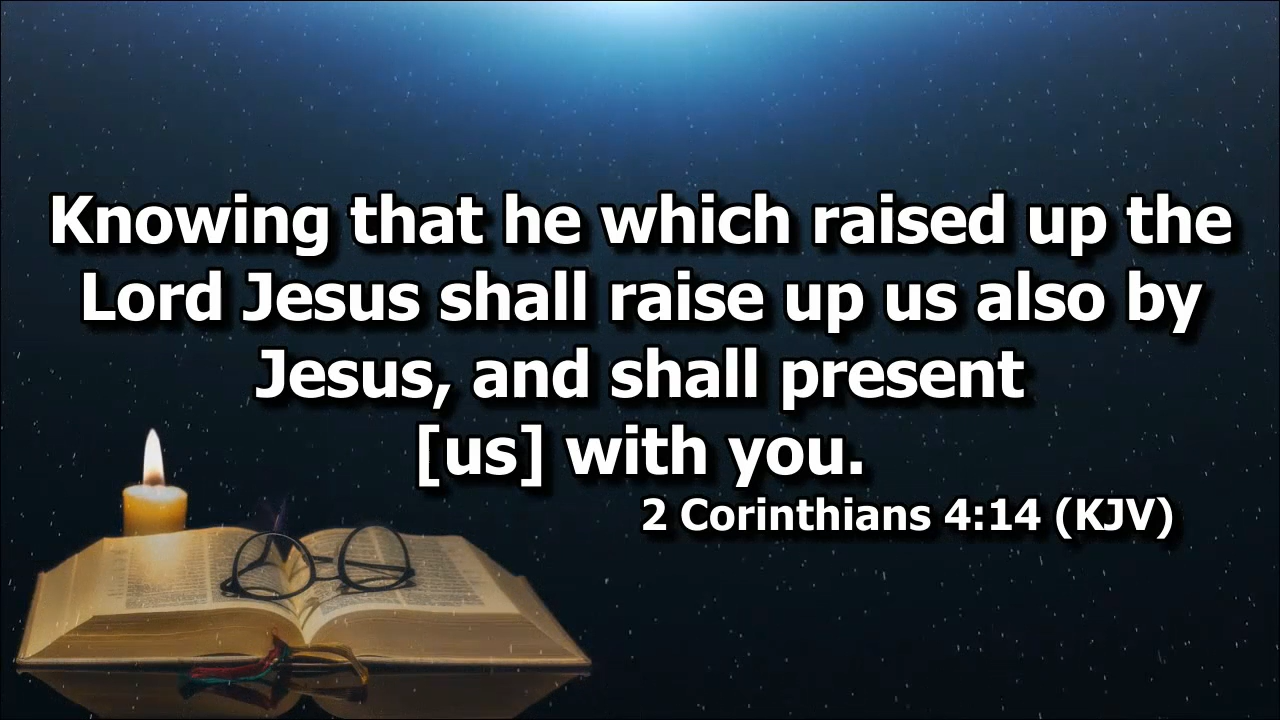 Knowing that he which raised up the
Lord Jesus shall raise up us also by
Jesus, and shall present
[us] with you.
2 Corinthians 4:14 (KJV)